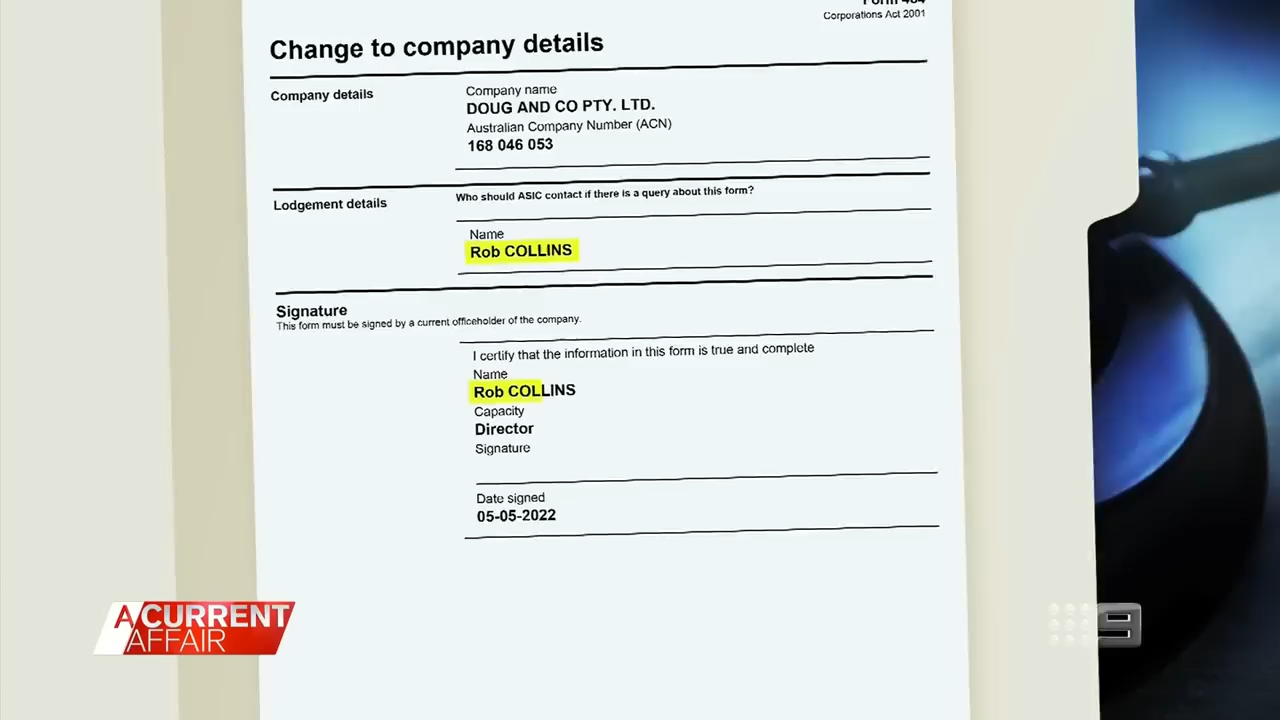 Form 484
Corporations Act 2001
Change to company details
Company details
Company name
DOUG AND CO PTY. LTD.
Australian Company Number (ACN)
168 046 053
Lodgement details
Who should ASIC contact if there is a query about this form?
Name
Rob COLLINS
Signature
This form must be signed by a current officeholder of the company.
I certify that the information in this form is true and complete
Name
Rob COLLINS
Capacity
Director
Signature
Date signed
05-05-2022
A CURRENT
AFFAIR
9